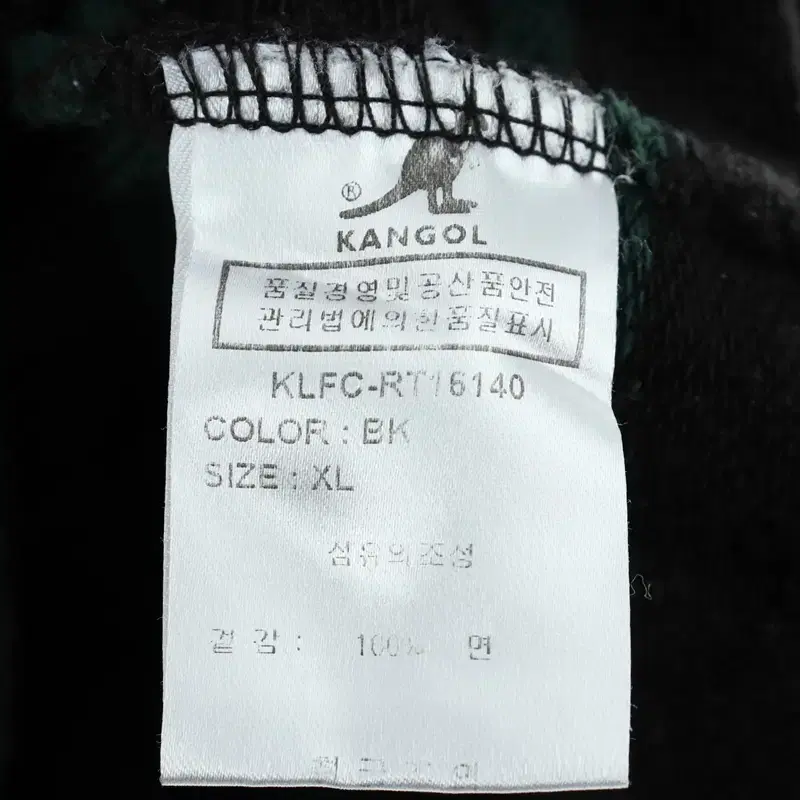 ®
KANGOL
품질경영및공산품안전
관리법에의한품질표시
KLFC-RT16140
COLOR : BK
SIZE : XL
섬유의조성
겉감 : 100% 면